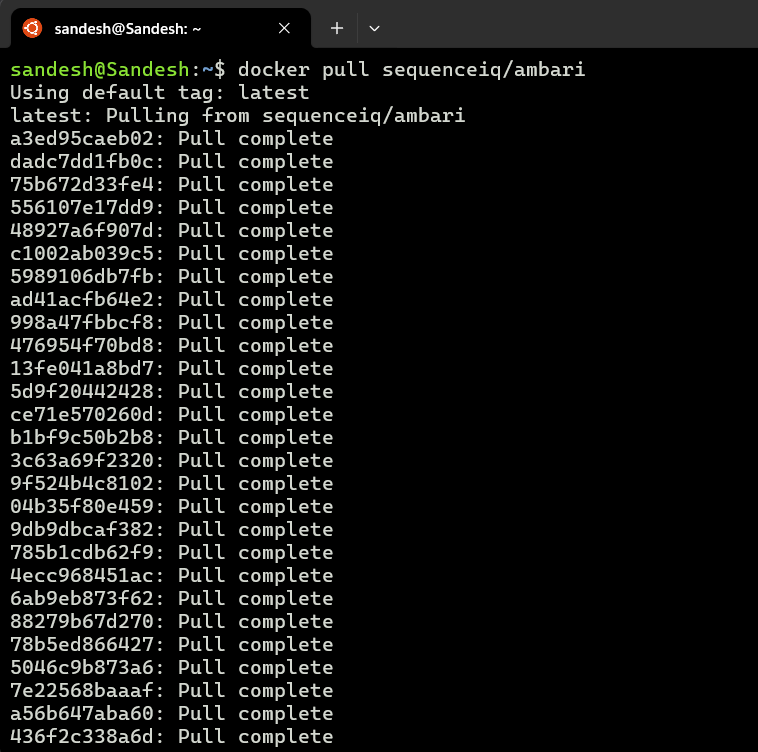 sandesh@Sandesh: ~
sandesh@Sandesh:~$ docker pull sequenceiq/ambari
Using default tag: latest
latest: Pulling from sequenceiq/ambari
a3ed95caeb02: Pull complete
dadc7dd1fb0c: Pull complete
75b672d33fe4: Pull complete
556107e17dd9: Pull complete
48927a6f907d: Pull complete
c1002ab039c5: Pull complete
5989106db7fb: Pull complete
ad41acfb64e2: Pull complete
998a47fbbcf8: Pull complete
476954f70bd8: Pull complete
13fe041a8bd7: Pull complete
5d9f20442428: Pull complete
ce71e570260d: Pull complete
b1bf9c50b2b8: Pull complete
3c63a69f2320: Pull complete
9f524b4c8102: Pull complete
04b35f80e459: Pull complete
9db9dbcaf382: Pull complete
785b1cdb62f9: Pull complete
4ecc968451ac: Pull complete
6ab9eb873f62: Pull complete
88279b67d270: Pull complete
78b5ed866427: Pull complete
5046c9b873a6: Pull complete
7e22568baaaf: Pull complete
a56b647aba60: Pull complete
436f2c338a6d: Pull complete